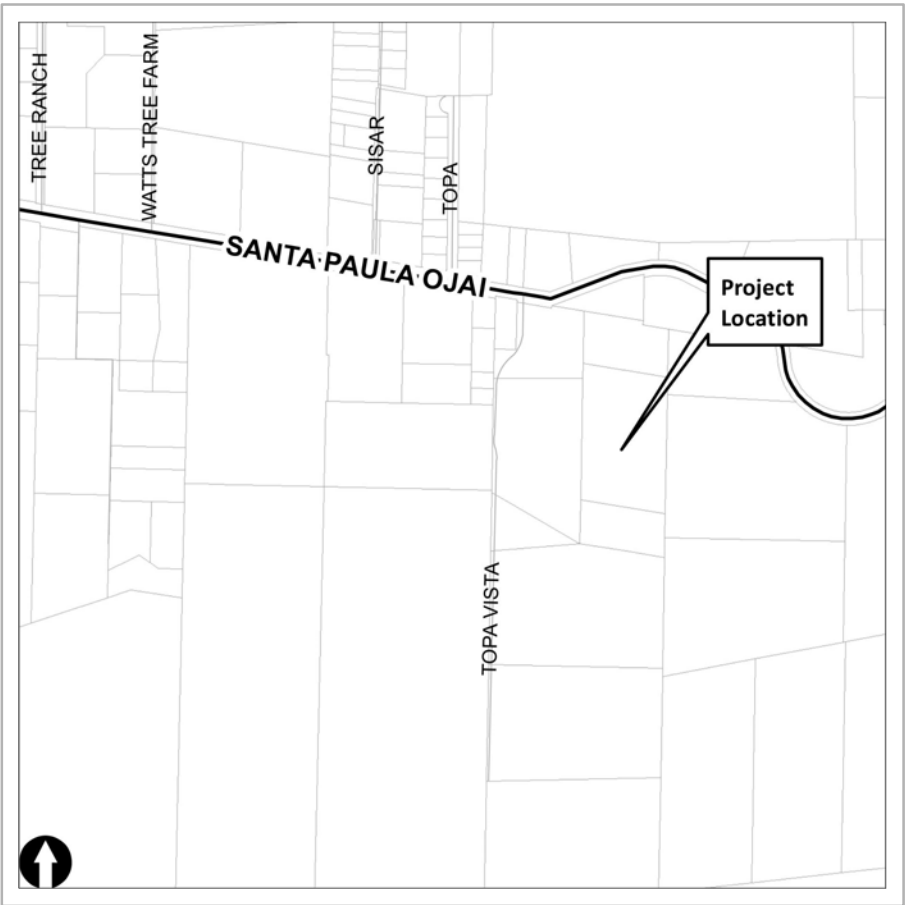 TREE RANCH
WATTS TREE FARM
SISAR
TOPA
SANTA PAULA OJAI
Project
Location
TOPA VISTA